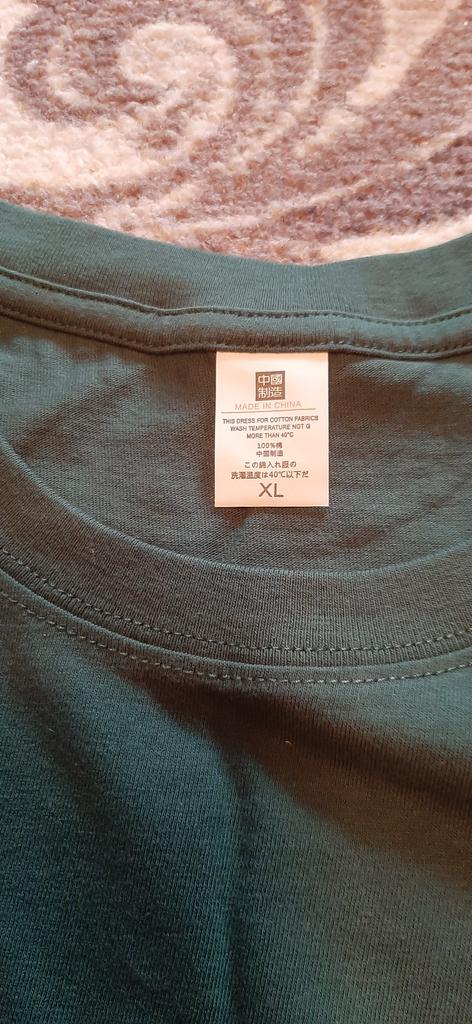 中國
制造
MADE IN CHINA
THIS DRESS FOR COTTON FABRICS
WASH TEMPERATURE NOT G
MORE THAN 40°C
100%棉
中国制造
この綿入れ服の
洗濯温度は40℃以下だ
XL